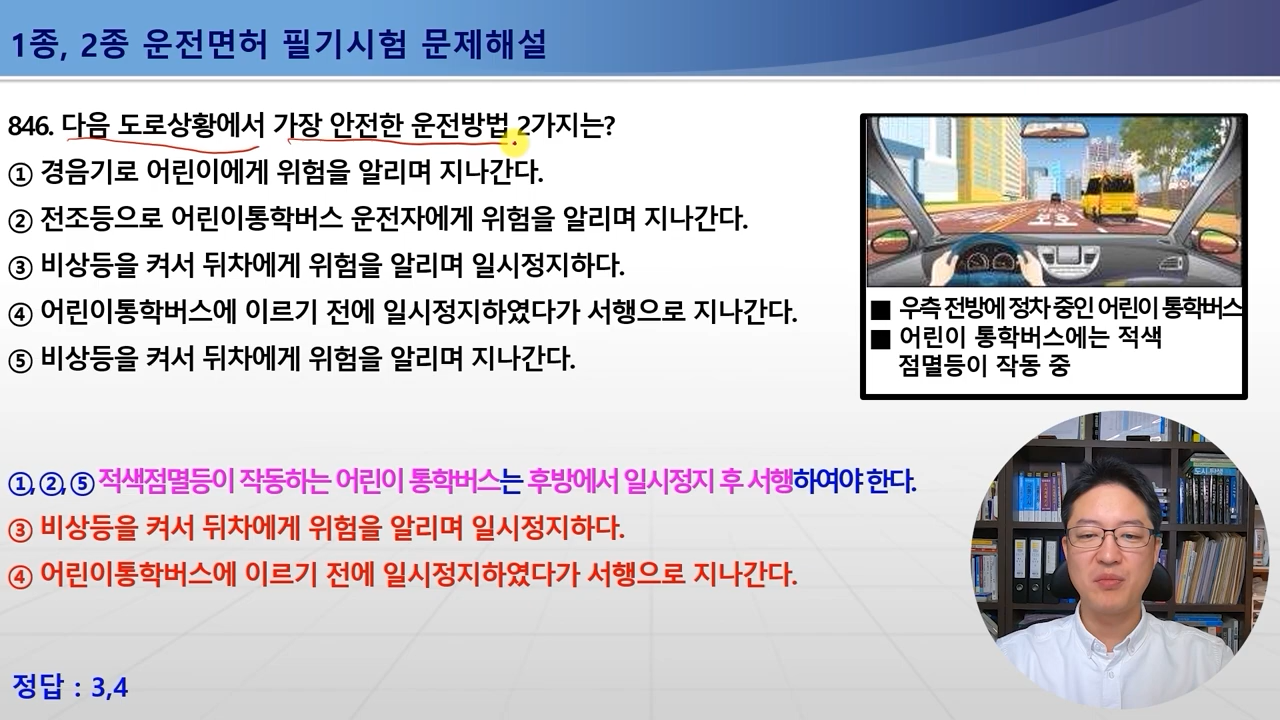 1종, 2종 운전면허 필기시험 문제해설
846. 다음 도로상황에서 가장 안전한 운전방법 2가지는?
① 경음기로 어린이에게 위험을 알리며 지나간다.
② 전조등으로 어린이통학버스 운전자에게 위험을 알리며 지나간다.
③ 비상등을 켜서 뒤차에게 위험을 알리며 일시정지하다.
④ 어린이통학버스에 이르기 전에 일시정지하였다가 서행으로 지나간다.
⑤ 비상등을 켜서 뒤차에게 위험을 알리며 지나간다.
■ 우측 전방에 정차 중인 어린이 통학버스
■ 어린이 통학버스에는 적색
점멸등이 작동 중
①, ②, ⑤ 적색점멸등이 작동하는 어린이 통학버스는 후방에서 일시정지 후 서행하여야 한다.
③ 비상등을 켜서 뒤차에게 위험을 알리며 일시정지하다.
④ 어린이통학버스에 이르기 전에 일시정지하였다가 서행으로 지나간다.
정답 : 3,4